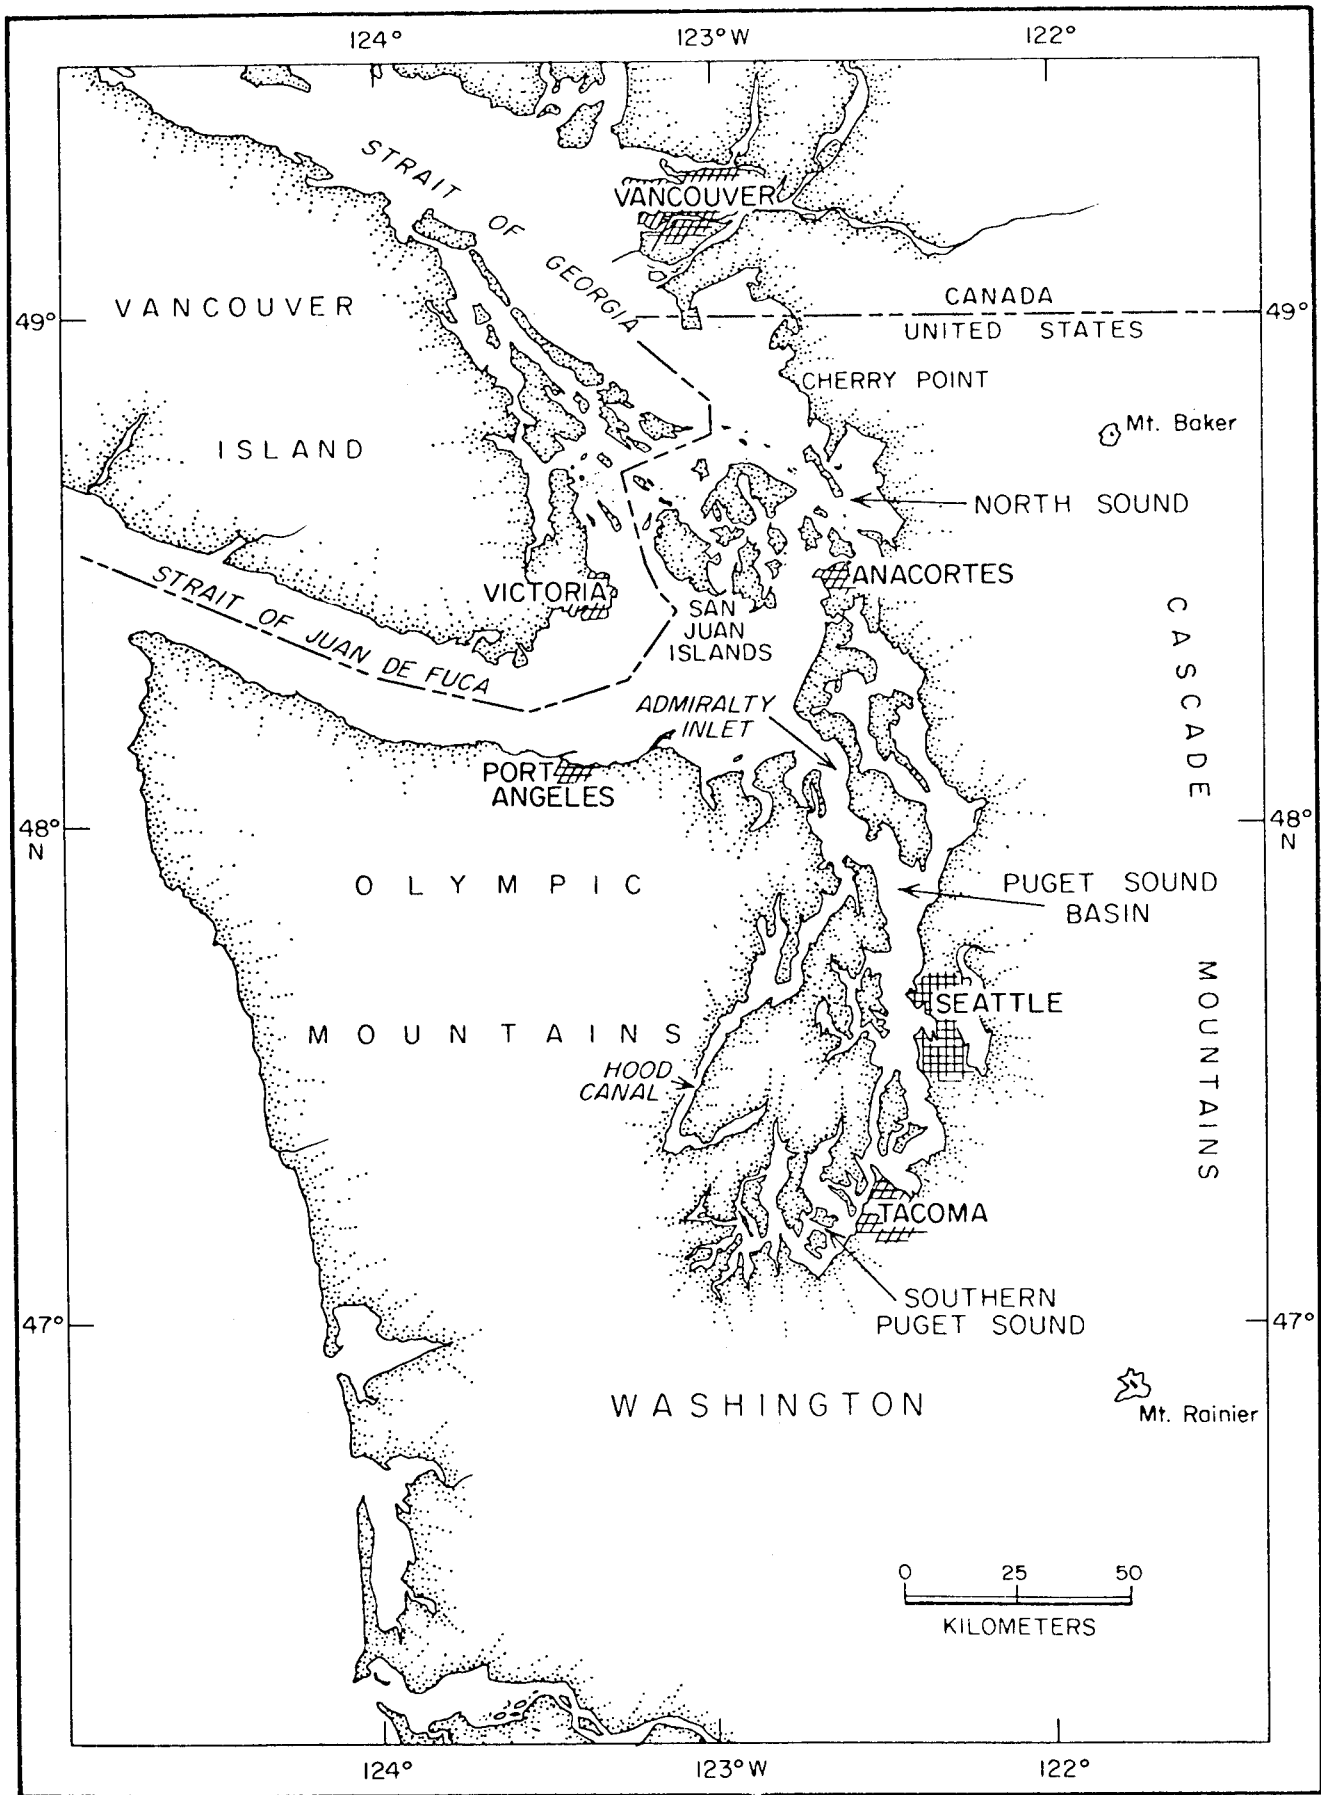 124°
123°W
122°
STRAIT OF GEORGIA
VANCOUVER
VANCOUVER
49°
CANADA
49°
UNITED STATES
CHERRY POINT
Mt. Baker
ISLAND
NORTH SOUND
STRAIT OF JUAN DE FUCA
VICTORIA
ANACORTES
SAN
JUAN
ISLANDS
CASCADE
ADMIRALTY
INLET
PORT
ANGELES
48°
N
48°
N
OLYMPIC
PUGET SOUND
BASIN
MOUNTAINS
SEATTLE
MOUNTAINS
HOOD
CANAL
TACOMA
SOUTHERN
PUGET SOUND
47°
47°
WASHINGTON
Mt. Rainier
0 25 50
KILOMETERS
124°
123°W
122°